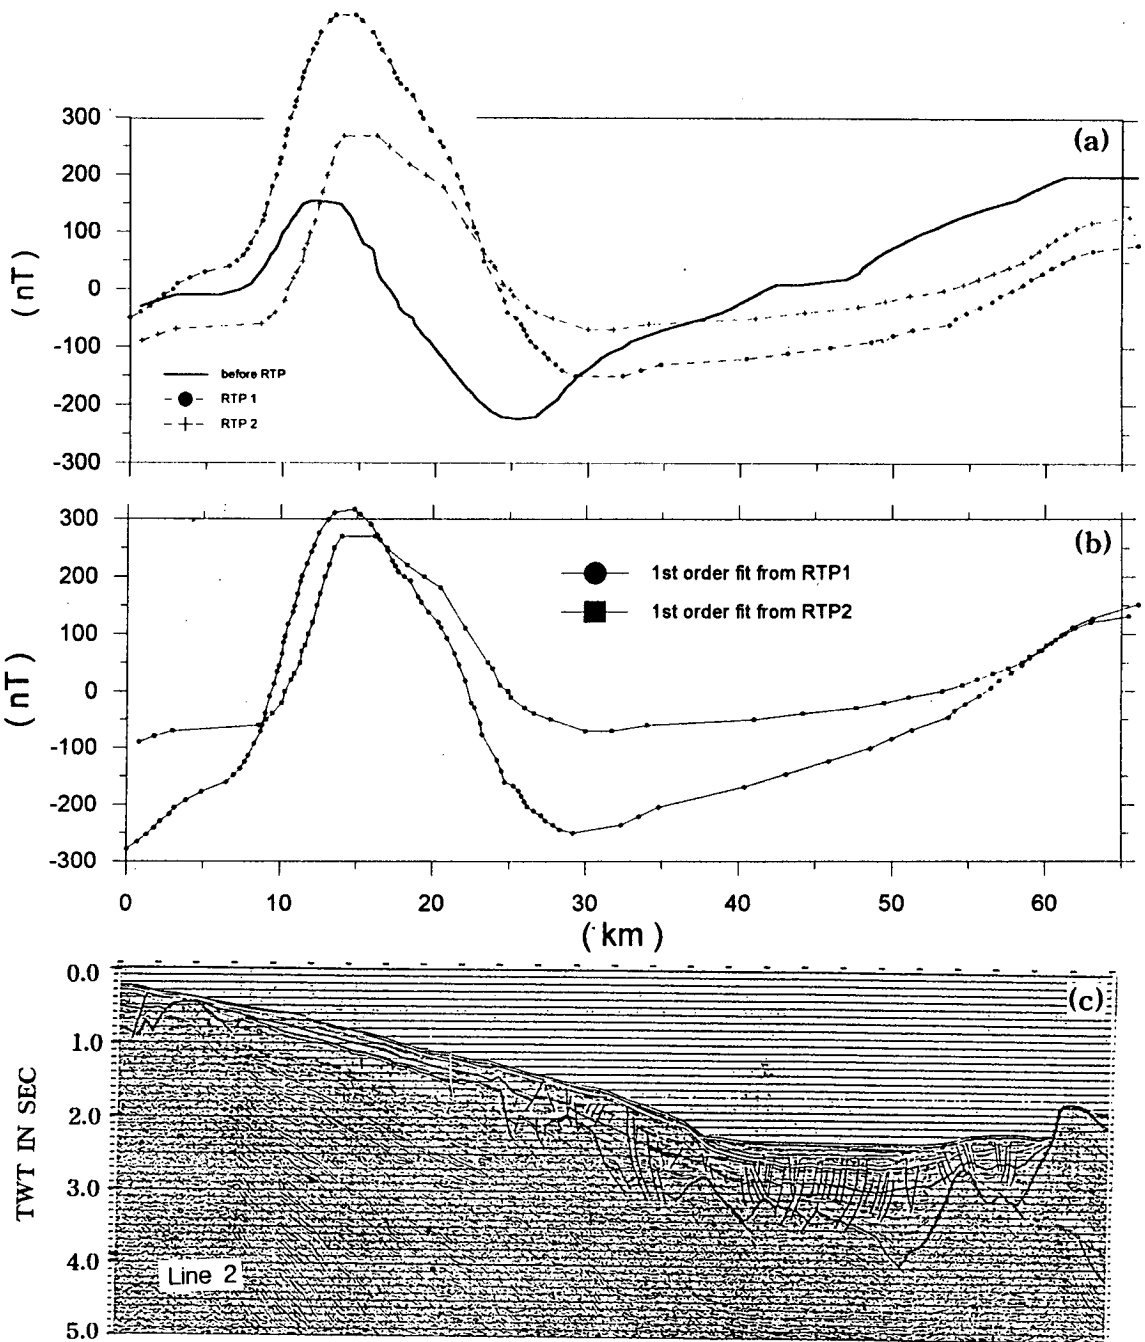 300
200
100
0
-100
-200
-300
(nT)
(a)
before RTP
RTP 1
RTP 2
300
200
100
0
-100
-200
-300
(nT)
(b)
1st order fit from RTP1
1st order fit from RTP2
0 10 20 30 40 50 60
(km)
0.0
1.0
2.0
3.0
4.0
5.0
TWT IN SEC
(c)
Line 2